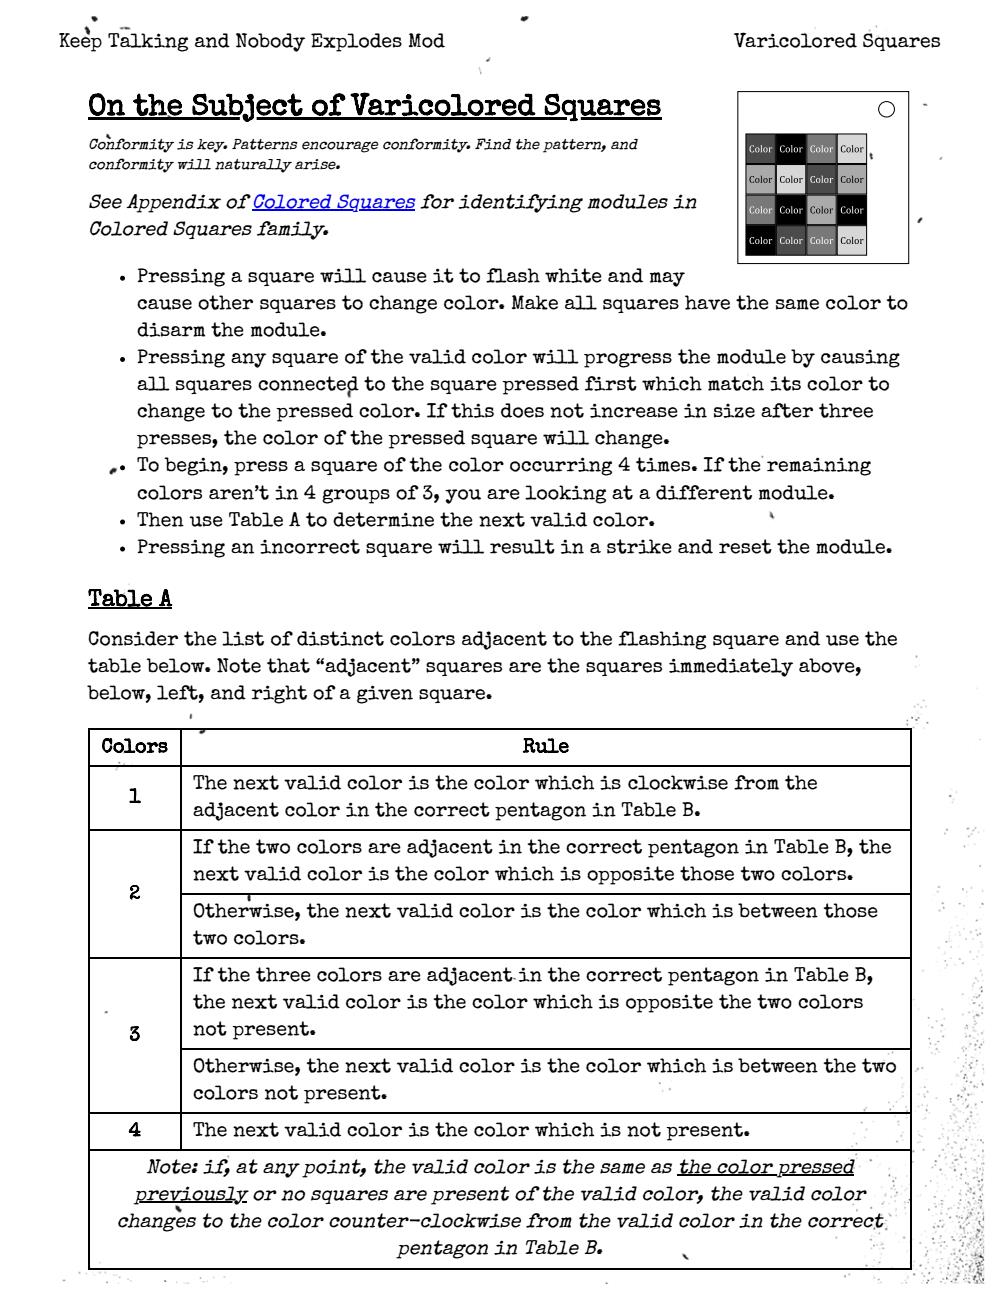 Keep Talking and Nobody Explodes Mod
Varicolored Squares
On the Subject of Varicolored Squares
Conformity is key. Patterns encourage conformity. Find the pattern, and
conformity will naturally arise.
See Appendix of Colored Squares for identifying modules in
Colored Squares family.
Color Color Color Color
Color Color Color Color
Color Color Color Color
Color Color Color Color
• Pressing a square will cause it to flash white and may
cause other squares to change color. Make all squares have the same color to
disarm the module.
• Pressing any square of the valid color will progress the module by causing
all squares connected to the square pressed first which match its color to
change to the pressed color. If this does not increase in size after three
presses, the color of the pressed square will change.
• To begin, press a square of the color occurring 4 times. If the remaining
colors aren't in 4 groups of 3, you are looking at a different module.
• Then use Table A to determine the next valid color.
• Pressing an incorrect square will result in a strike and reset the module.
Table A
Consider the list of distinct colors adjacent to the flashing square and use the
table below. Note that “adjacent” squares are the squares immediately above,
below, left, and right of a given square.
Colors Rule
1
The next valid color is the color which is clockwise from the
adjacent color in the correct pentagon in Table B.
2
If the two colors are adjacent in the correct pentagon in Table B, the
next valid color is the color which is opposite those two colors.
Otherwise, the next valid color is the color which is between those
two colors.
3
If the three colors are adjacent in the correct pentagon in Table B,
the next valid color is the color which is opposite the two colors
not present.
Otherwise, the next valid color is the color which is between the two
colors not present.
4 The next valid color is the color which is not present.
Note: if, at any point, the valid color is the same as the color pressed
previously or no squares are present of the valid color, the valid color
changes to the color counter-clockwise from the valid color in the correct
pentagon in Table B.